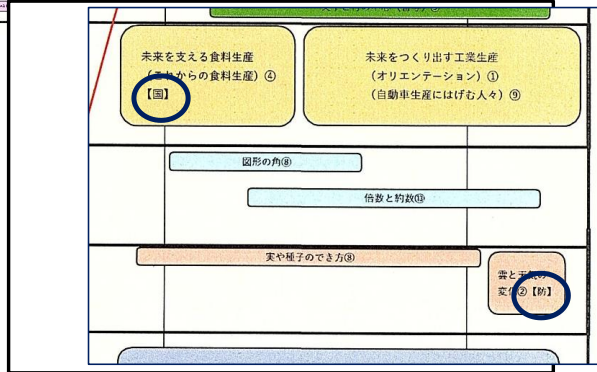 未来を支える食料生産
（これからの食料生産）④
【国】
未来をつくり出す工業生産
（オリエンテーション）①
（自動車生産にはげむ人々）⑨
図形の角⑧
倍数と約数⑬
実や種子のでき方⑧
雲と天気の
変化②【防】